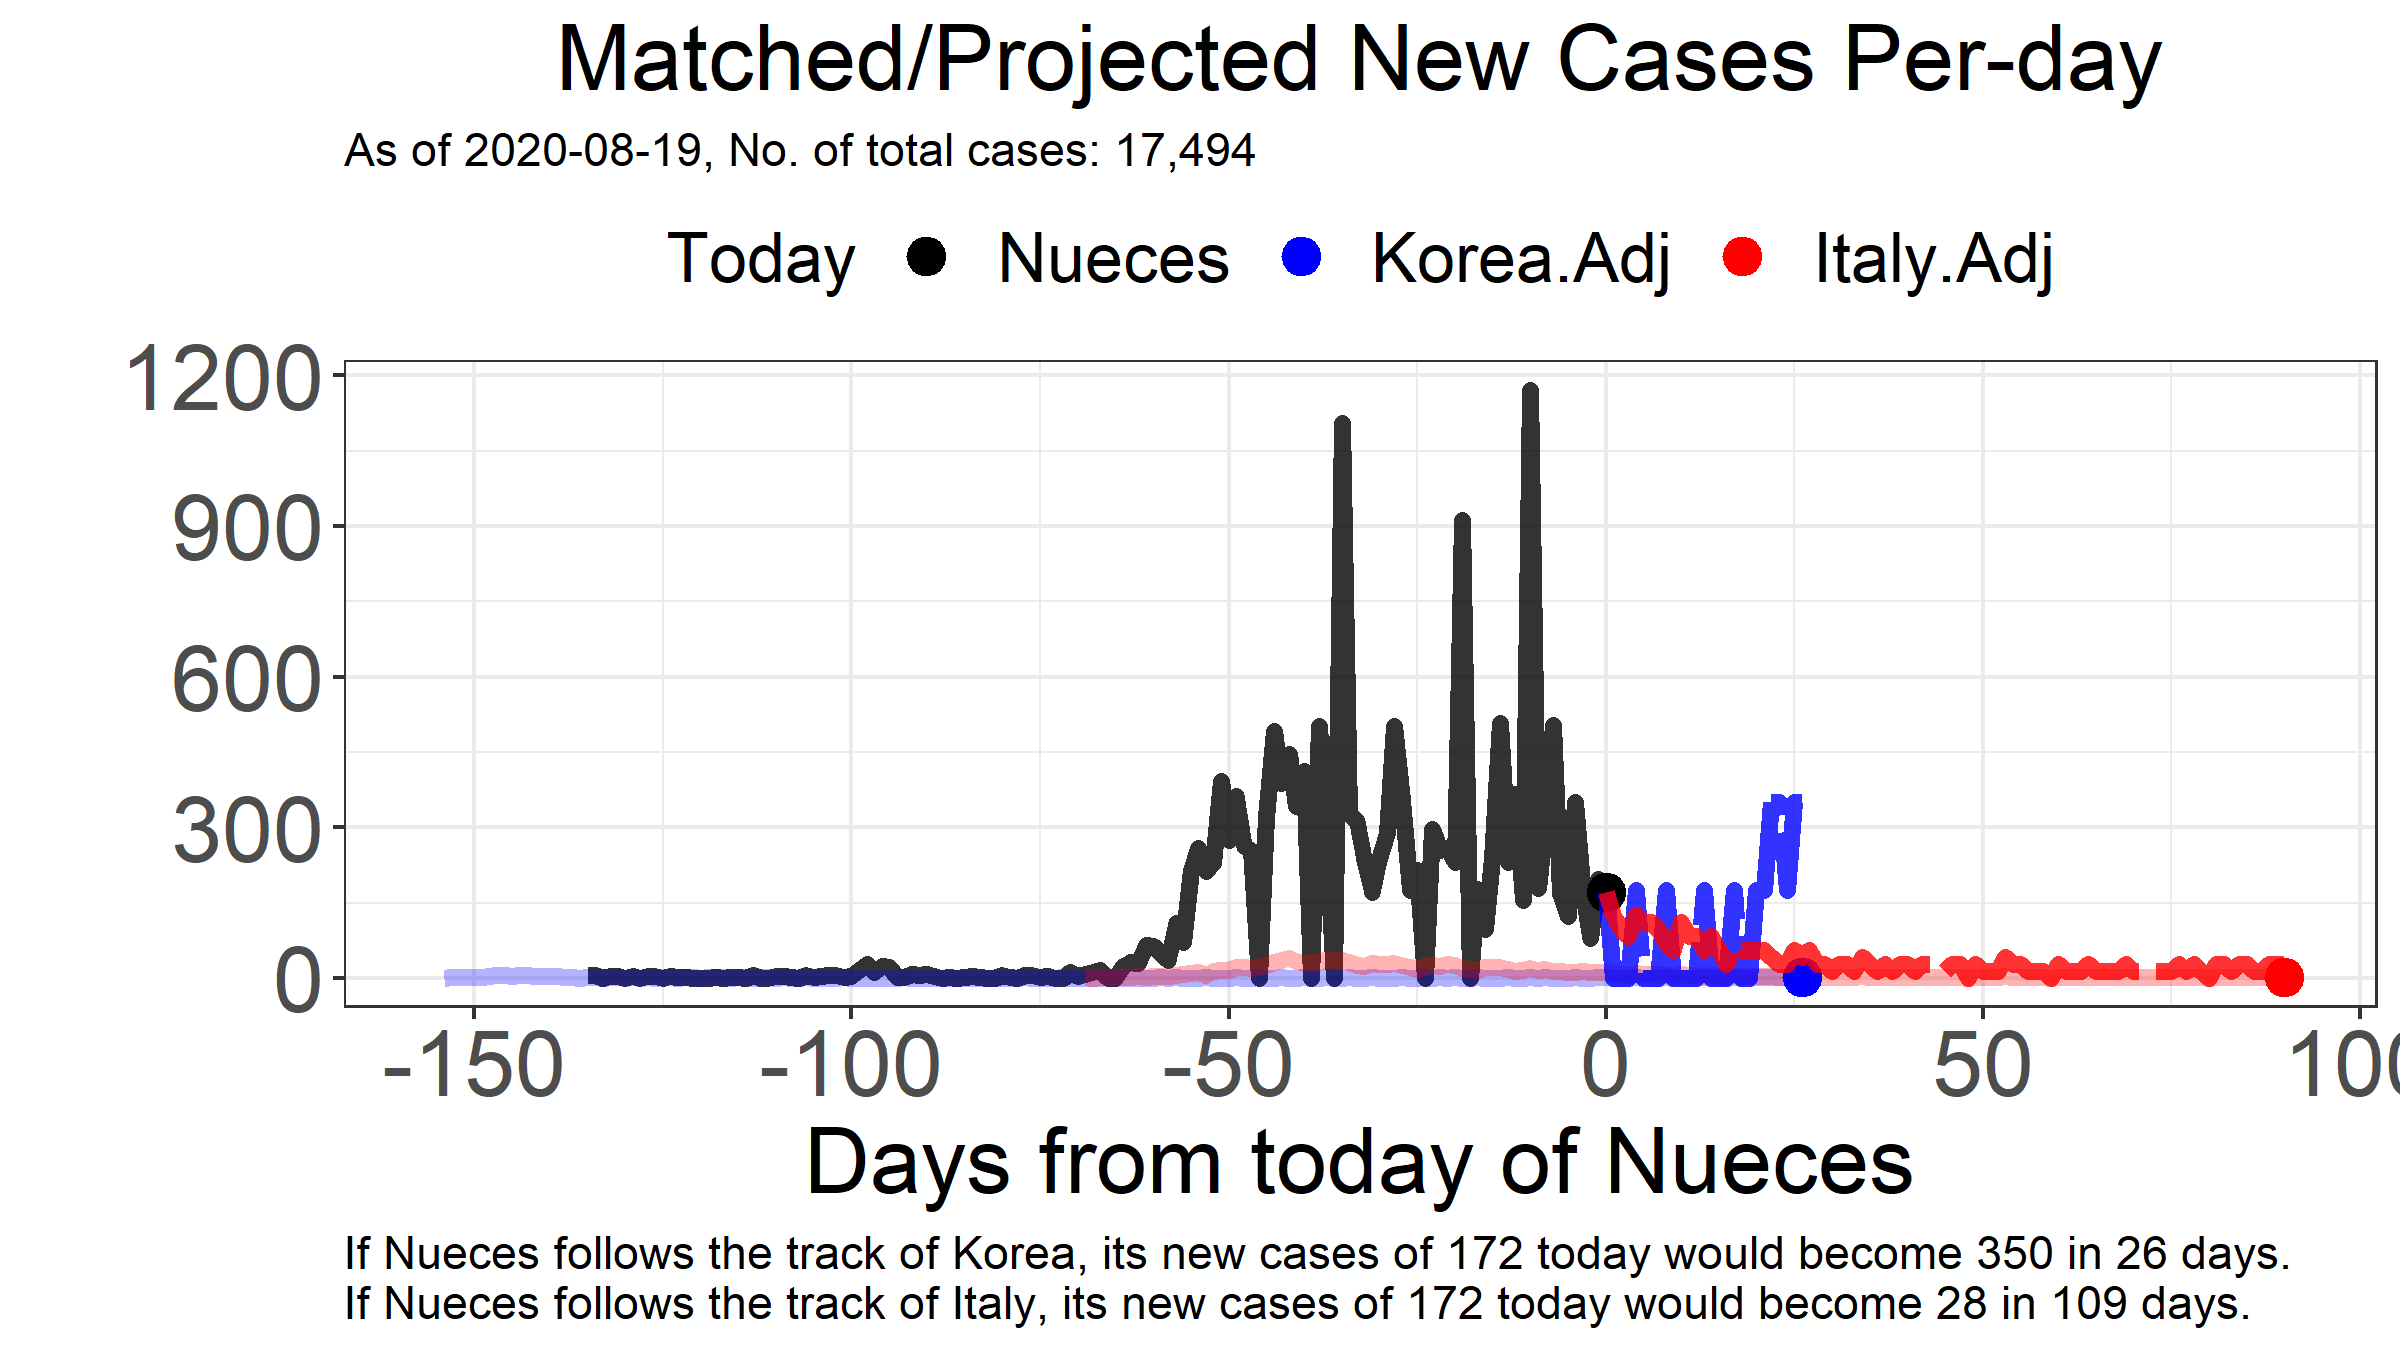 Matched/Projected New Cases Per-day
As of 2020-08-19, No. of total cases: 17,494
Today Nueces Korea.Adj Italy.Adj
1200
900
600
300
0
-150 -100 -50 0 50 100
Days from today of Nueces
If Nueces follows the track of Korea, its new cases of 172 today would become 350 in 26 days.
If Nueces follows the track of Italy, its new cases of 172 today would become 28 in 109 days.